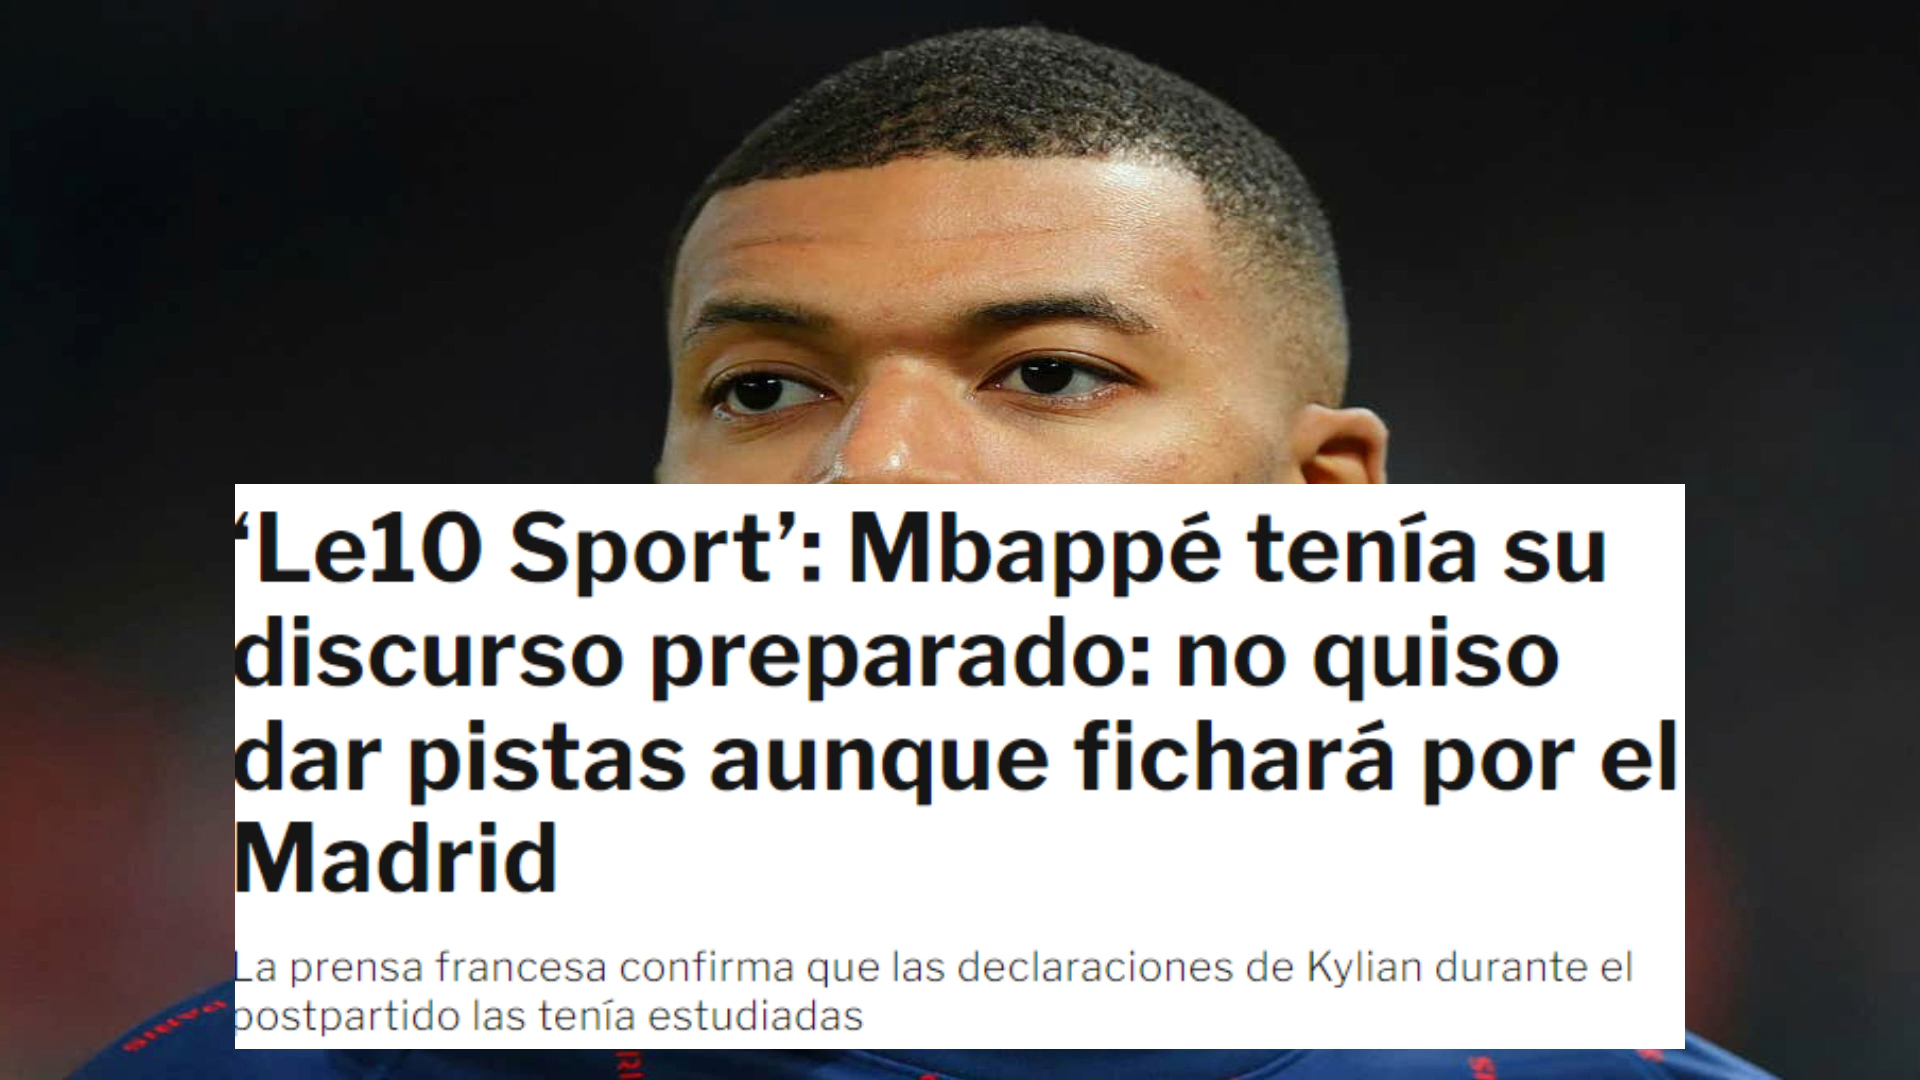 ‘Le10 Sport’: Mbappé tenía su
discurso preparado: no quiso
dar pistas aunque fichará por el
Madrid
La prensa francesa confirma que las declaraciones de Kylian durante el
postpartido las tenía estudiadas